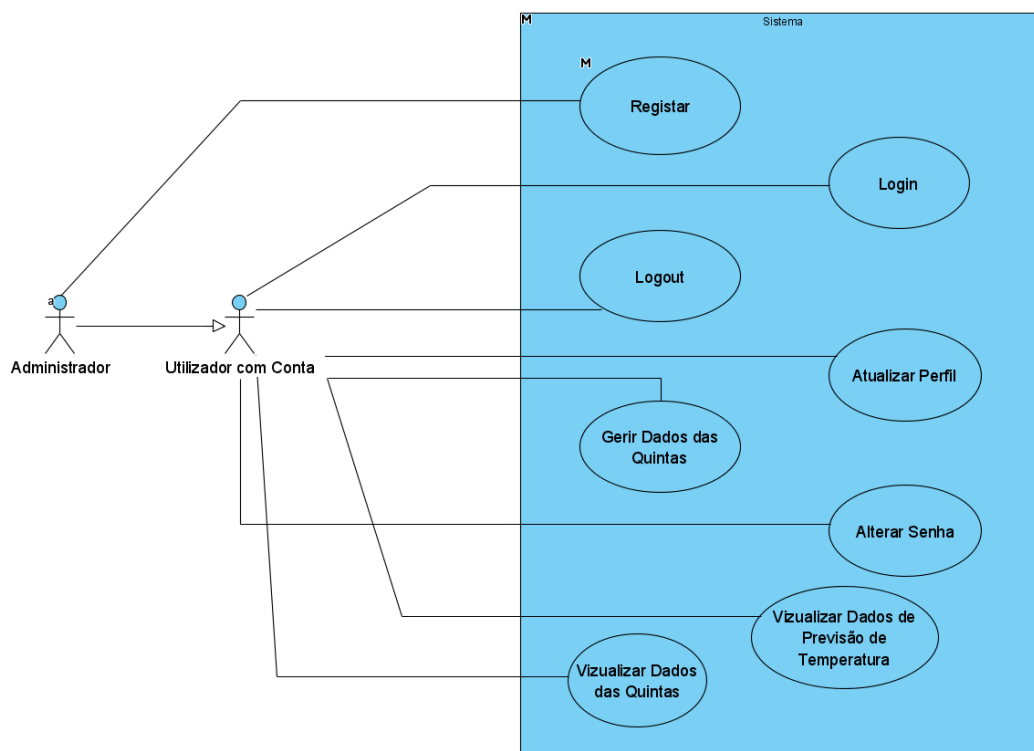 M
Sistema
M
Registar
Login
Logout
a
Administrador
Utilizador com Conta
Atualizar Perfil
Gerir Dados das
Quintas
Alterar Senha
Vizualizar Dados de
Previsão de
Temperatura
Vizualizar Dados
das Quintas